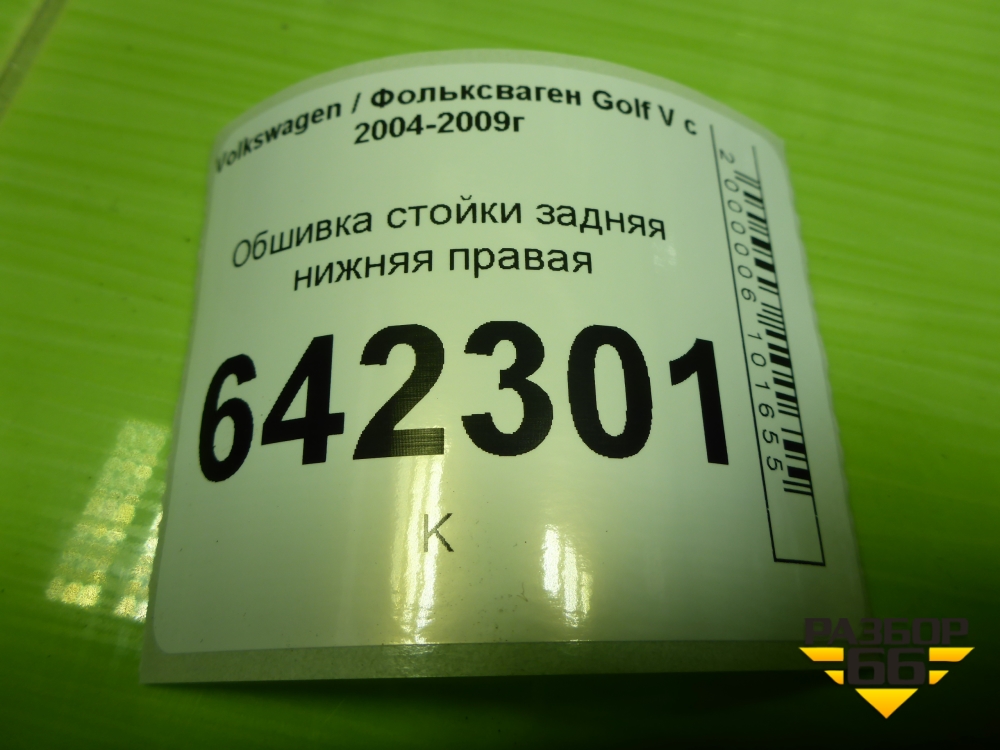 Volkswagen / Фольксваген Golf V с
2004-2009г
Обшивка стойки задняя
нижняя правая
642301
К
2000006101655
РАЗБОР
66